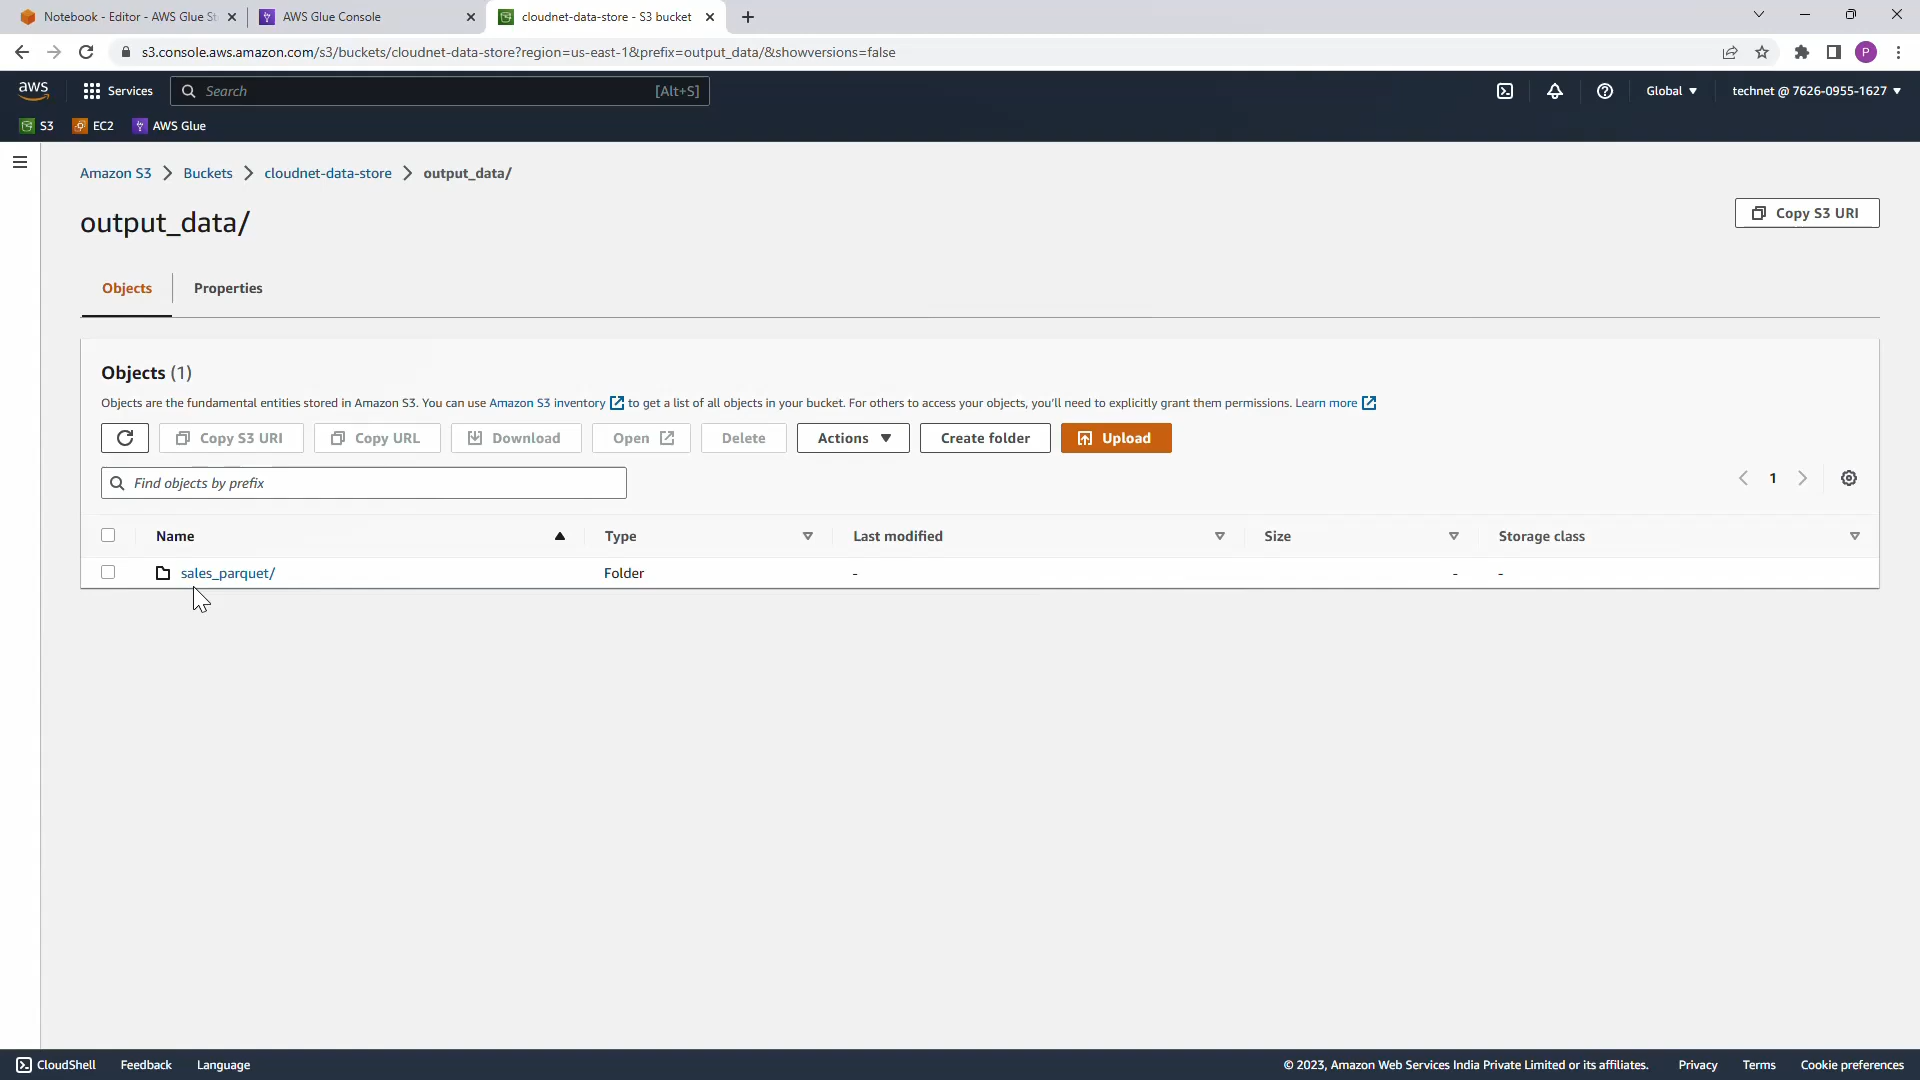 Notebook - Editor - AWS Glue St
AWS Glue Console
cloudnet-data-store - S3 bucket
s3.console.aws.amazon.com/s3/buckets/cloudnet-data-store?region=us-east-1&prefix=output_data/&showversions=false
P
aws
Services
Search
[Alt+S]
Global
technet @ 7626-0955-1627
S3
EC2
AWS Glue
Amazon S3
Buckets
cloudnet-data-store
output_data/
output_data/
Copy S3 URI
Objects
Properties
Objects (1)
Objects are the fundamental entities stored in Amazon S3. You can use Amazon S3 inventory to get a list of all objects in your bucket. For others to access your objects, you'll need to explicitly grant them permissions. Learn more
Copy S3 URI
Copy URL
Download
Open
Delete
Actions
Create folder
Upload
Find objects by prefix
1
Name
Type
Last modified
Size
Storage class
sales_parquet/
Folder
-
-
-
CloudShell
Feedback
Language
© 2023, Amazon Web Services India Private Limited or its affiliates.
Privacy
Terms
Cookie preferences